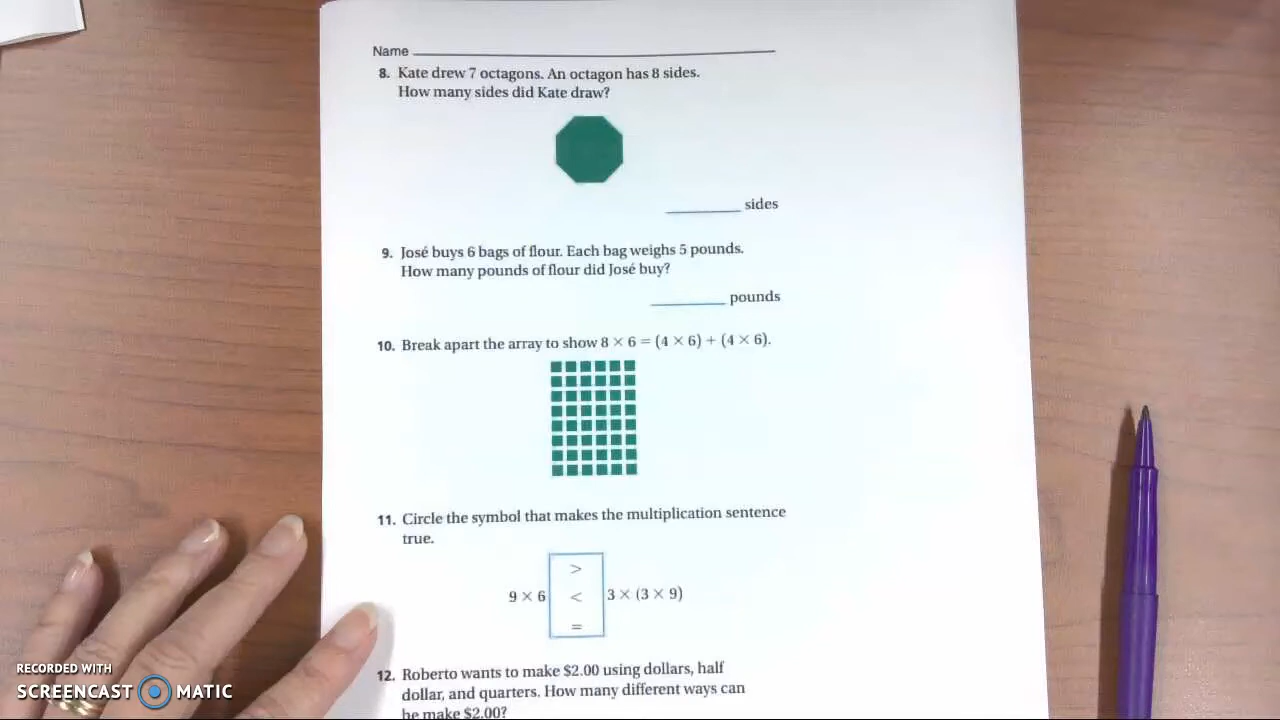 Name
8. Kate drew 7 octagons. An octagon has 8 sides.
How many sides did Kate draw?
sides
9. José buys 6 bags of flour. Each bag weighs 5 pounds.
How many pounds of flour did José buy?
pounds
10. Break apart the array to show 8 × 6 = (4 × 6) + (4 × 6).
11. Circle the symbol that makes the multiplication sentence
true.
>
9 × 6 < 3 × (3 × 9)
=
12. Roberto wants to make $2.00 using dollars, half
dollar, and quarters. How many different ways can
he make $2.00?
RECORDED WITH
SCREENCAST MATIC